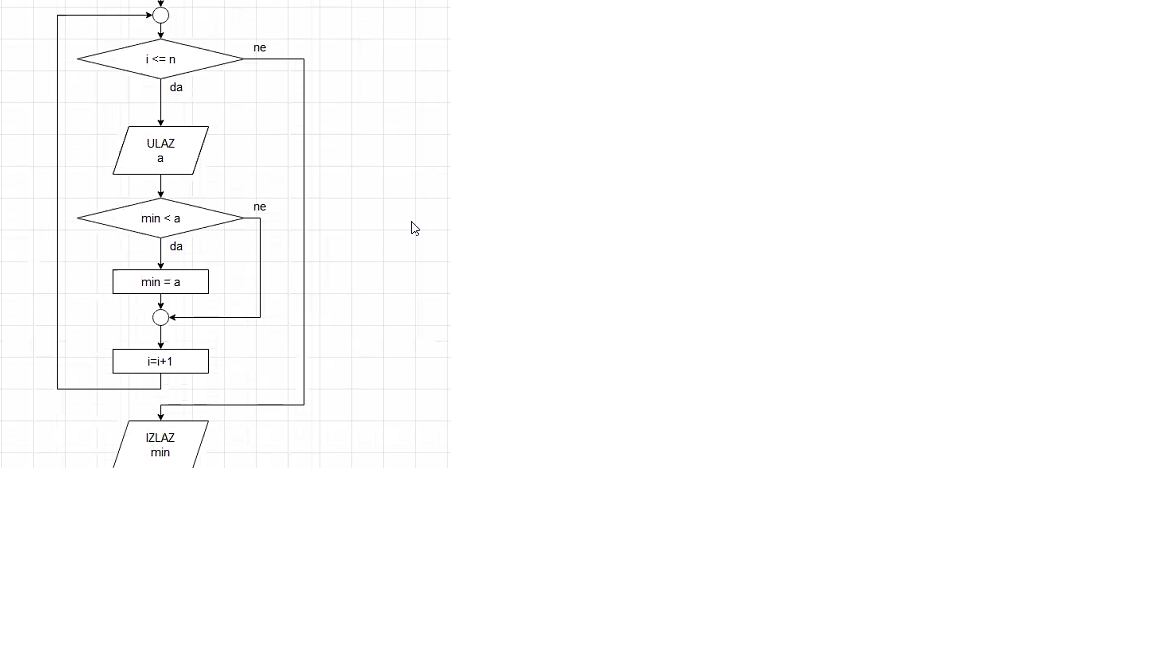 i <= n
ne
da
ULAZ
a
min < a
ne
da
min = a
i=i+1
IZLAZ
min